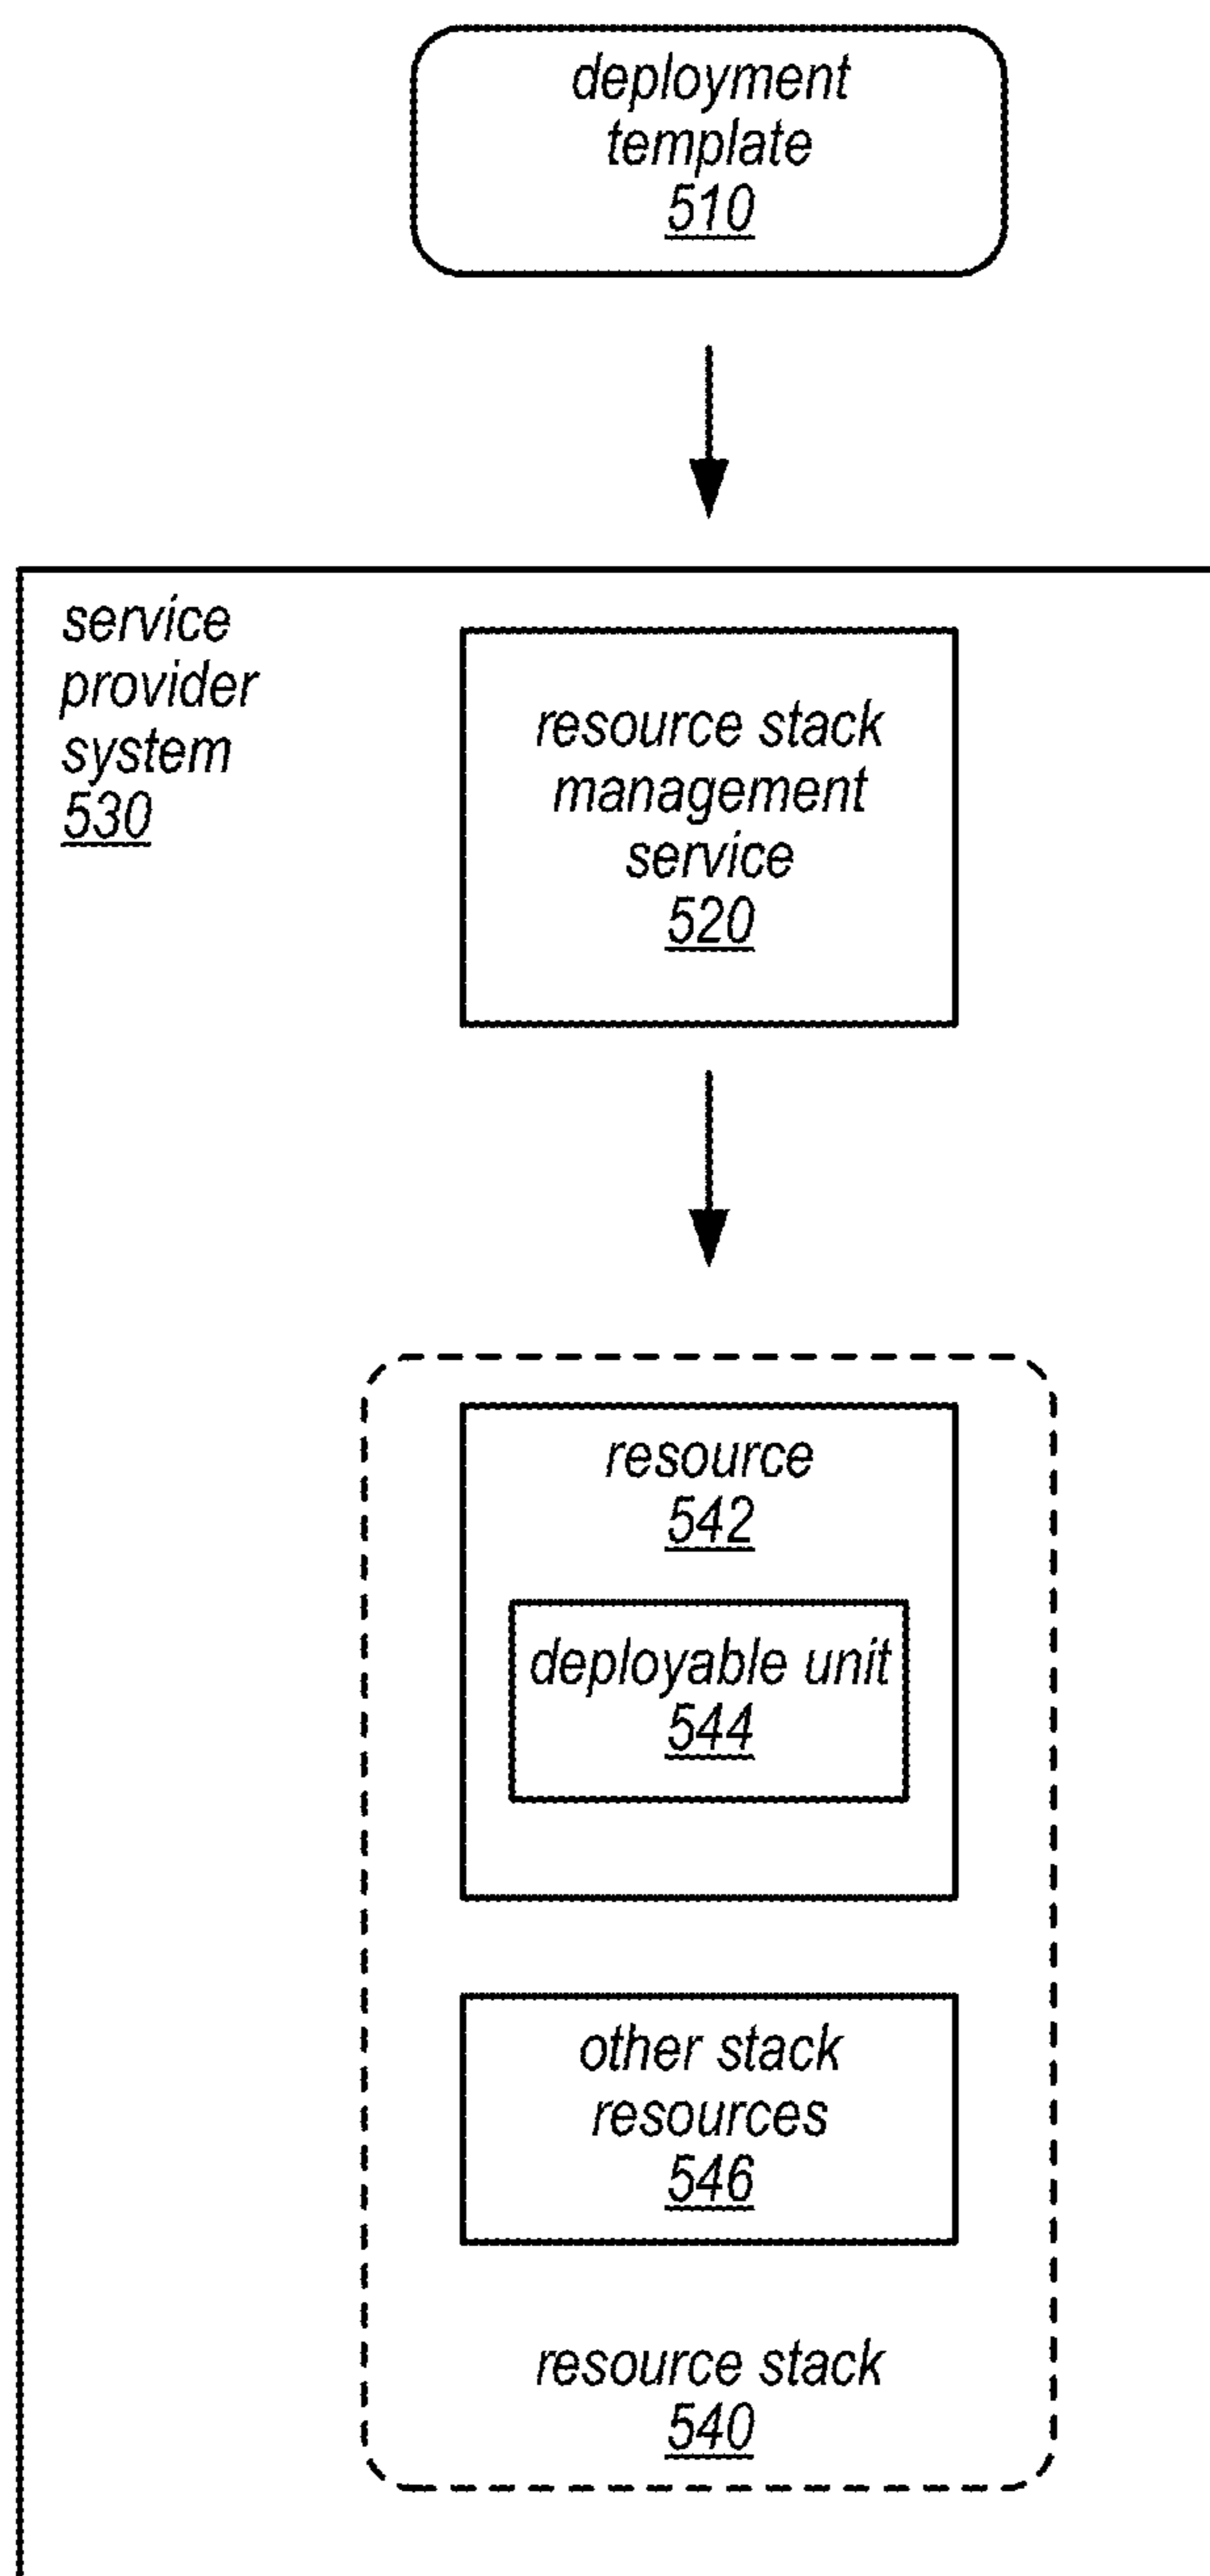 deployment
template
510
service
provider
system
530
resource stack
management
service
520
resource
542
deployable unit
544
other stack
resources
546
resource stack
540